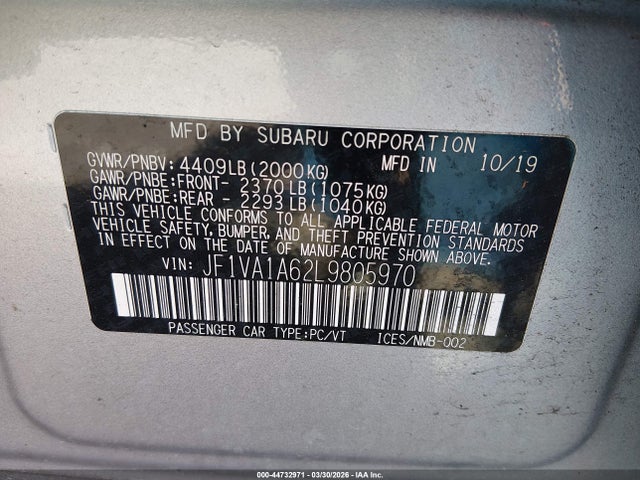 MFD BY SUBARU CORPORATION
GVWR/PNBV: 4409LB(2000KG) MFD IN 10/19
GAWR/PNBE:FRONT- 2370LB(1075KG)
GAWR/PNBE:REAR - 2293LB(1040KG)
THIS VEHICLE CONFORMS TO ALL APPLICABLE FEDERAL MOTOR
VEHICLE SAFETY, BUMPER, AND THEFT PREVENTION STANDARDS
IN EFFECT ON THE DATE OF MANUFACTURE SHOWN ABOVE.
VIN: JF1VA1A62L9805970
PASSENGER CAR TYPE:PC/VT ICES/NMB-002
000-44732971 | 03/30/2026 | IAA Inc.